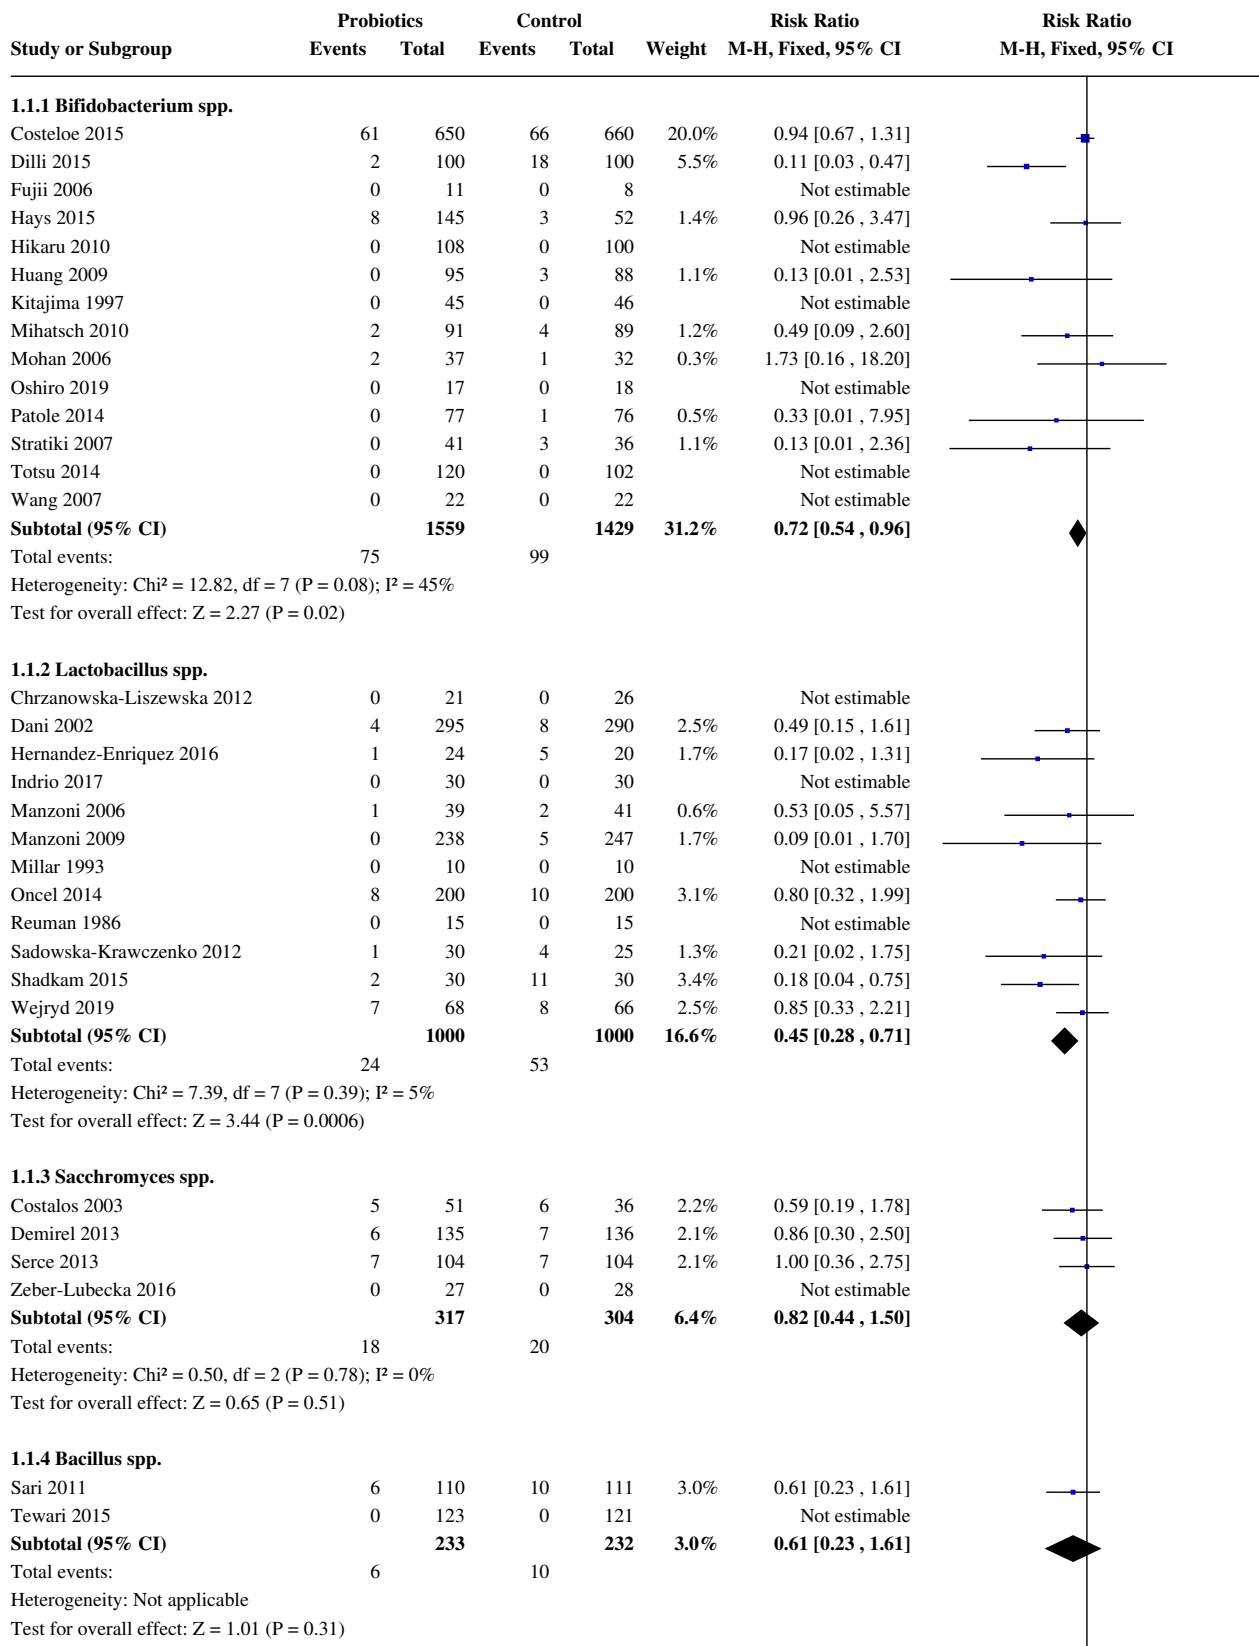 Probiotics Control Risk Ratio Risk Ratio
Study or Subgroup Events Total Events Total Weight M-H, Fixed, 95% CI M-H, Fixed, 95% CI
1.1.1 Bifidobacterium spp.
Costeloe 2015 61 650 66 660 20.0% 0.94 [0.67 , 1.31]
Dilli 2015 2 100 18 100 5.5% 0.11 [0.03 , 0.47]
Fujii 2006 0 11 0 8 Not estimable
Hays 2015 8 145 3 52 1.4% 0.96 [0.26 , 3.47]
Hikaru 2010 0 108 0 100 Not estimable
Huang 2009 0 95 3 88 1.1% 0.13 [0.01 , 2.53]
Kitajima 1997 0 45 0 46 Not estimable
Mihatsch 2010 2 91 4 89 1.2% 0.49 [0.09 , 2.60]
Mohan 2006 2 37 1 32 0.3% 1.73 [0.16 , 18.20]
Oshiro 2019 0 17 0 18 Not estimable
Patole 2014 0 77 1 76 0.5% 0.33 [0.01 , 7.95]
Stratiki 2007 0 41 3 36 1.1% 0.13 [0.01 , 2.36]
Totsu 2014 0 120 0 102 Not estimable
Wang 2007 0 22 0 22 Not estimable
Subtotal (95% CI) 1559 1429 31.2% 0.72 [0.54 , 0.96]
Total events: 75 99
Heterogeneity: Chi² = 12.82, df = 7 (P = 0.08); I² = 45%
Test for overall effect: Z = 2.27 (P = 0.02)
1.1.2 Lactobacillus spp.
Chrzanowska-Liszewska 2012 0 21 0 26 Not estimable
Dani 2002 4 295 8 290 2.5% 0.49 [0.15 , 1.61]
Hernandez-Enriquez 2016 1 24 5 20 1.7% 0.17 [0.02 , 1.31]
Indrio 2017 0 30 0 30 Not estimable
Manzoni 2006 1 39 2 41 0.6% 0.53 [0.05 , 5.57]
Manzoni 2009 0 238 5 247 1.7% 0.09 [0.01 , 1.70]
Millar 1993 0 10 0 10 Not estimable
Oncel 2014 8 200 10 200 3.1% 0.80 [0.32 , 1.99]
Reuman 1986 0 15 0 15 Not estimable
Sadowska-Krawczenko 2012 1 30 4 25 1.3% 0.21 [0.02 , 1.75]
Shadkam 2015 2 30 11 30 3.4% 0.18 [0.04 , 0.75]
Wejryd 2019 7 68 8 66 2.5% 0.85 [0.33 , 2.21]
Subtotal (95% CI) 1000 1000 16.6% 0.45 [0.28 , 0.71]
Total events: 24 53
Heterogeneity: Chi² = 7.39, df = 7 (P = 0.39); I² = 5%
Test for overall effect: Z = 3.44 (P = 0.0006)
1.1.3 Sacchromyces spp.
Costalos 2003 5 51 6 36 2.2% 0.59 [0.19 , 1.78]
Demirel 2013 6 135 7 136 2.1% 0.86 [0.30 , 2.50]
Serce 2013 7 104 7 104 2.1% 1.00 [0.36 , 2.75]
Zeber-Lubecka 2016 0 27 0 28 Not estimable
Subtotal (95% CI) 317 304 6.4% 0.82 [0.44 , 1.50]
Total events: 18 20
Heterogeneity: Chi² = 0.50, df = 2 (P = 0.78); I² = 0%
Test for overall effect: Z = 0.65 (P = 0.51)
1.1.4 Bacillus spp.
Sari 2011 6 110 10 111 3.0% 0.61 [0.23 , 1.61]
Tewari 2015 0 123 0 121 Not estimable
Subtotal (95% CI) 233 232 3.0% 0.61 [0.23 , 1.61]
Total events: 6 10
Heterogeneity: Not applicable
Test for overall effect: Z = 1.01 (P = 0.31)